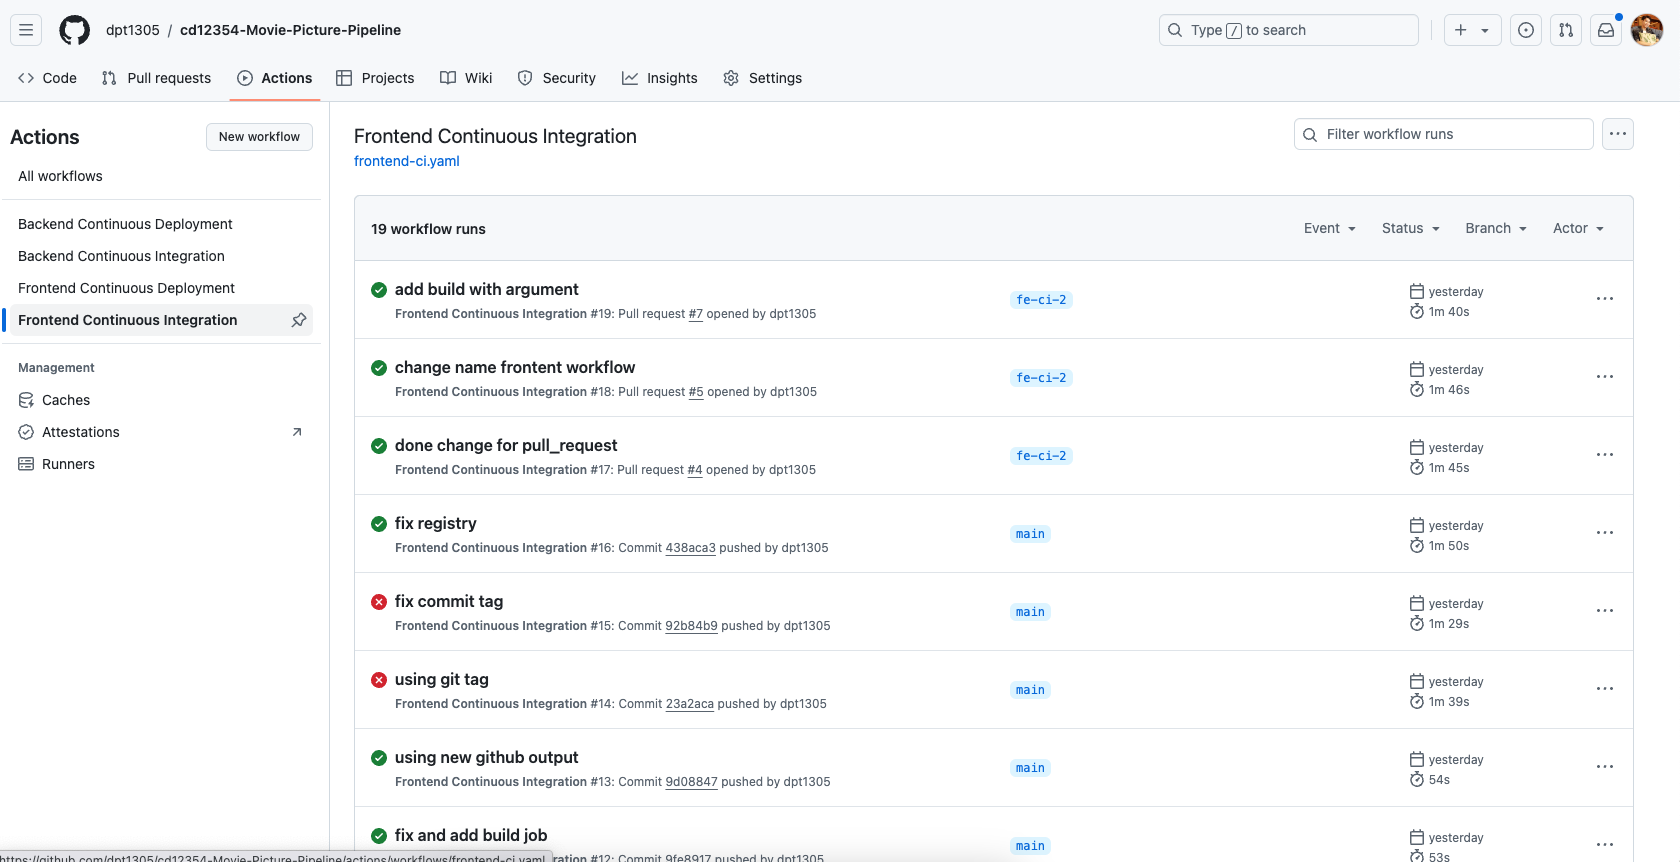 dpt1305 / cd12354-Movie-Picture-Pipeline
Type / to search
Code
Pull requests
Actions
Projects
Wiki
Security
Insights
Settings
Actions
New workflow
All workflows
Backend Continuous Deployment
Backend Continuous Integration
Frontend Continuous Deployment
Frontend Continuous Integration
Management
Caches
Attestations
Runners
Frontend Continuous Integration
frontend-ci.yaml
Filter workflow runs
19 workflow runs
Event
Status
Branch
Actor
add build with argument
Frontend Continuous Integration #19: Pull request #7 opened by dpt1305
fe-ci-2
yesterday
1m 40s
change name frontent workflow
Frontend Continuous Integration #18: Pull request #5 opened by dpt1305
fe-ci-2
yesterday
1m 46s
done change for pull_request
Frontend Continuous Integration #17: Pull request #4 opened by dpt1305
fe-ci-2
yesterday
1m 45s
fix registry
Frontend Continuous Integration #16: Commit 438aca3 pushed by dpt1305
main
yesterday
1m 50s
fix commit tag
Frontend Continuous Integration #15: Commit 92b84b9 pushed by dpt1305
main
yesterday
1m 29s
using git tag
Frontend Continuous Integration #14: Commit 23a2aca pushed by dpt1305
main
yesterday
1m 39s
using new github output
Frontend Continuous Integration #13: Commit 9d08847 pushed by dpt1305
main
yesterday
54s
fix and add build job
ration #12: Commit 9fe8917 pushed by dpt1305
main
yesterday
53s
https://github.com/dpt1305/cd12354-Movie-Picture-Pipeline/actions/workflows/frontend-ci.yaml